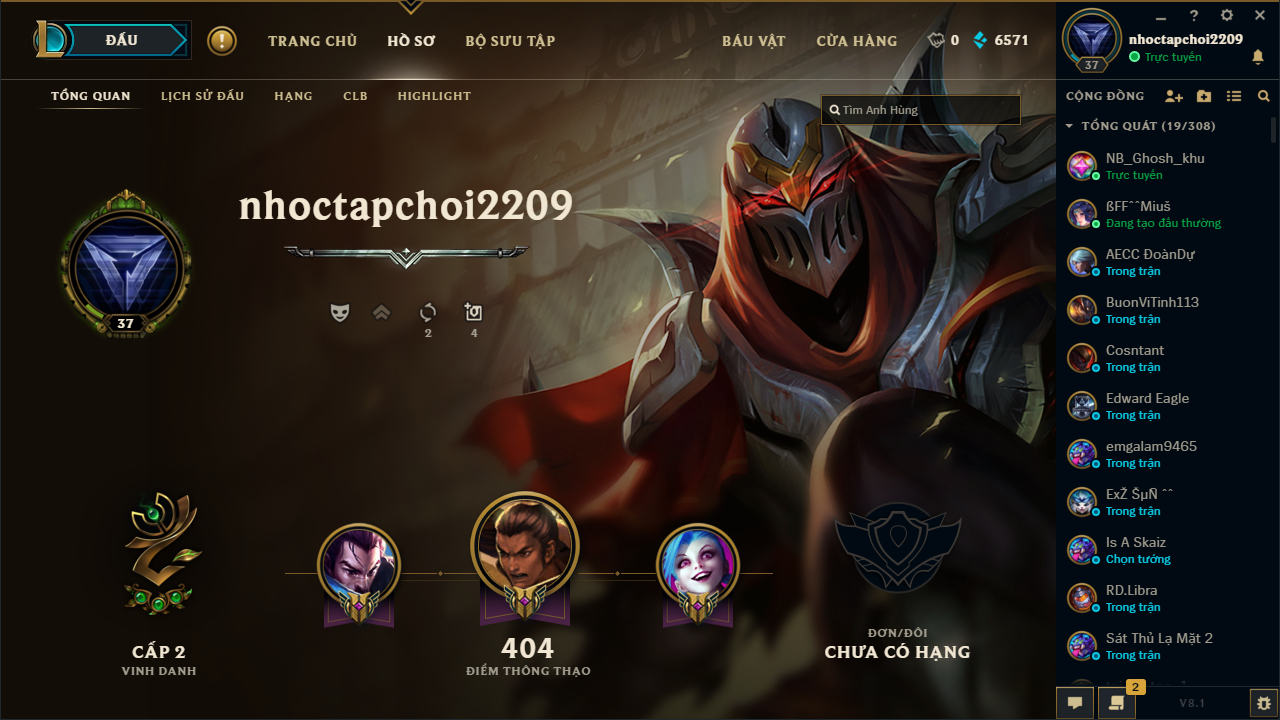 ĐẤU
!
TRANG CHỦ
HỒ SƠ
BỘ SƯU TẬP
BÁU VẬT
CỬA HÀNG
0
6571
TỔNG QUAN
LỊCH SỬ ĐẤU
HẠNG
CLB
HIGHLIGHT
Tìm Anh Hùng
nhoctapchoi2209
37
2
4
CẤP 2
VINH DANH
404
ĐIỂM THÔNG THẠO
ĐƠN/ĐÔI
CHƯA CÓ HẠNG
?
nhoctapchoi2209
Trực tuyến
37
CỘNG ĐỒNG
TỔNG QUÁT (19/308)
NB_Ghosh_khu
Trực tuyến
ßFFˆˆMiuš
Đang tạo đấu thường
AECC ĐoànDự
Trong trận
BuonViTinh113
Trong trận
Cosntant
Trong trận
Edward Eagle
Trong trận
emgalam9465
Trong trận
ExŽ ŠµÑ ˆˆ
Trong trận
Is A Skaiz
Chọn tướng
RD.Libra
Trong trận
Sát Thủ Lạ Mặt 2
Trong trận
2
V8.1